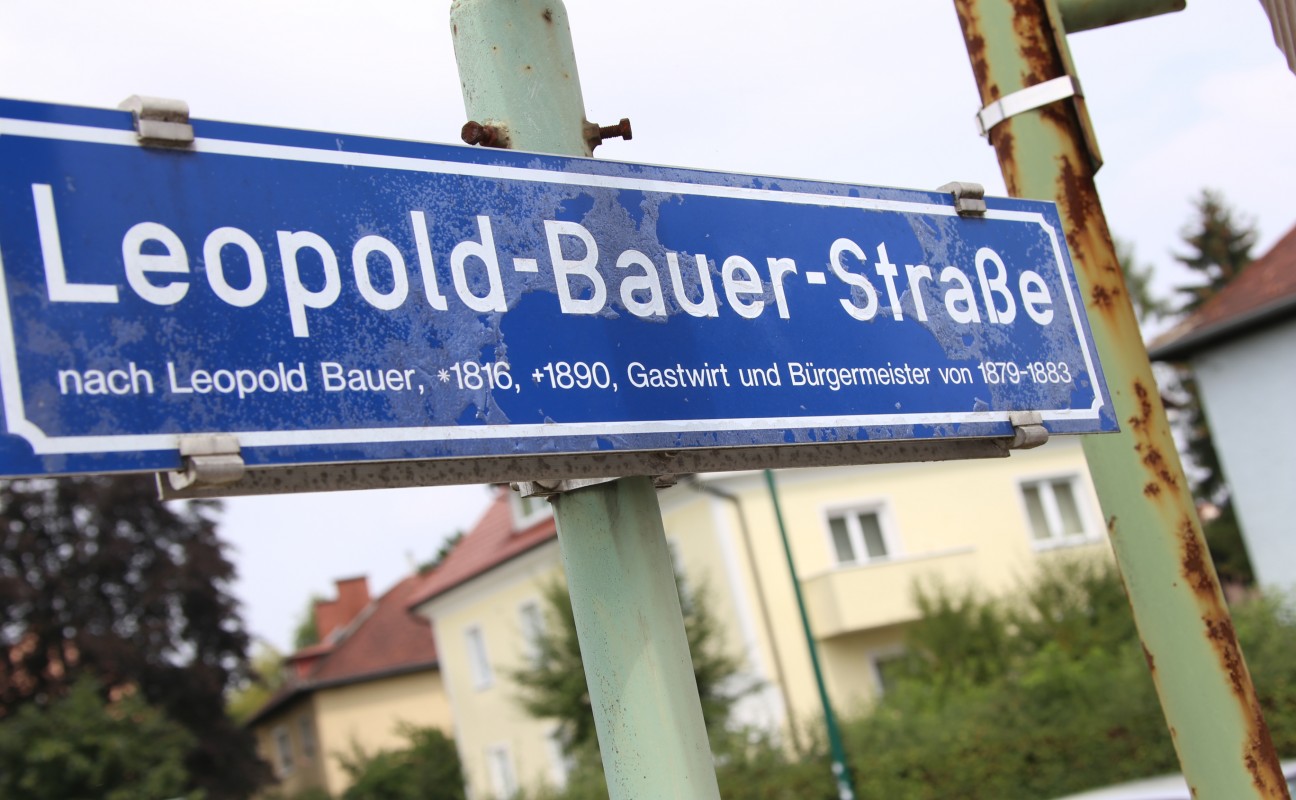 Leopold-Bauer-Straße
nach Leopold Bauer, *1816, +1890, Gastwirt und Bürgermeister von 1879-1883